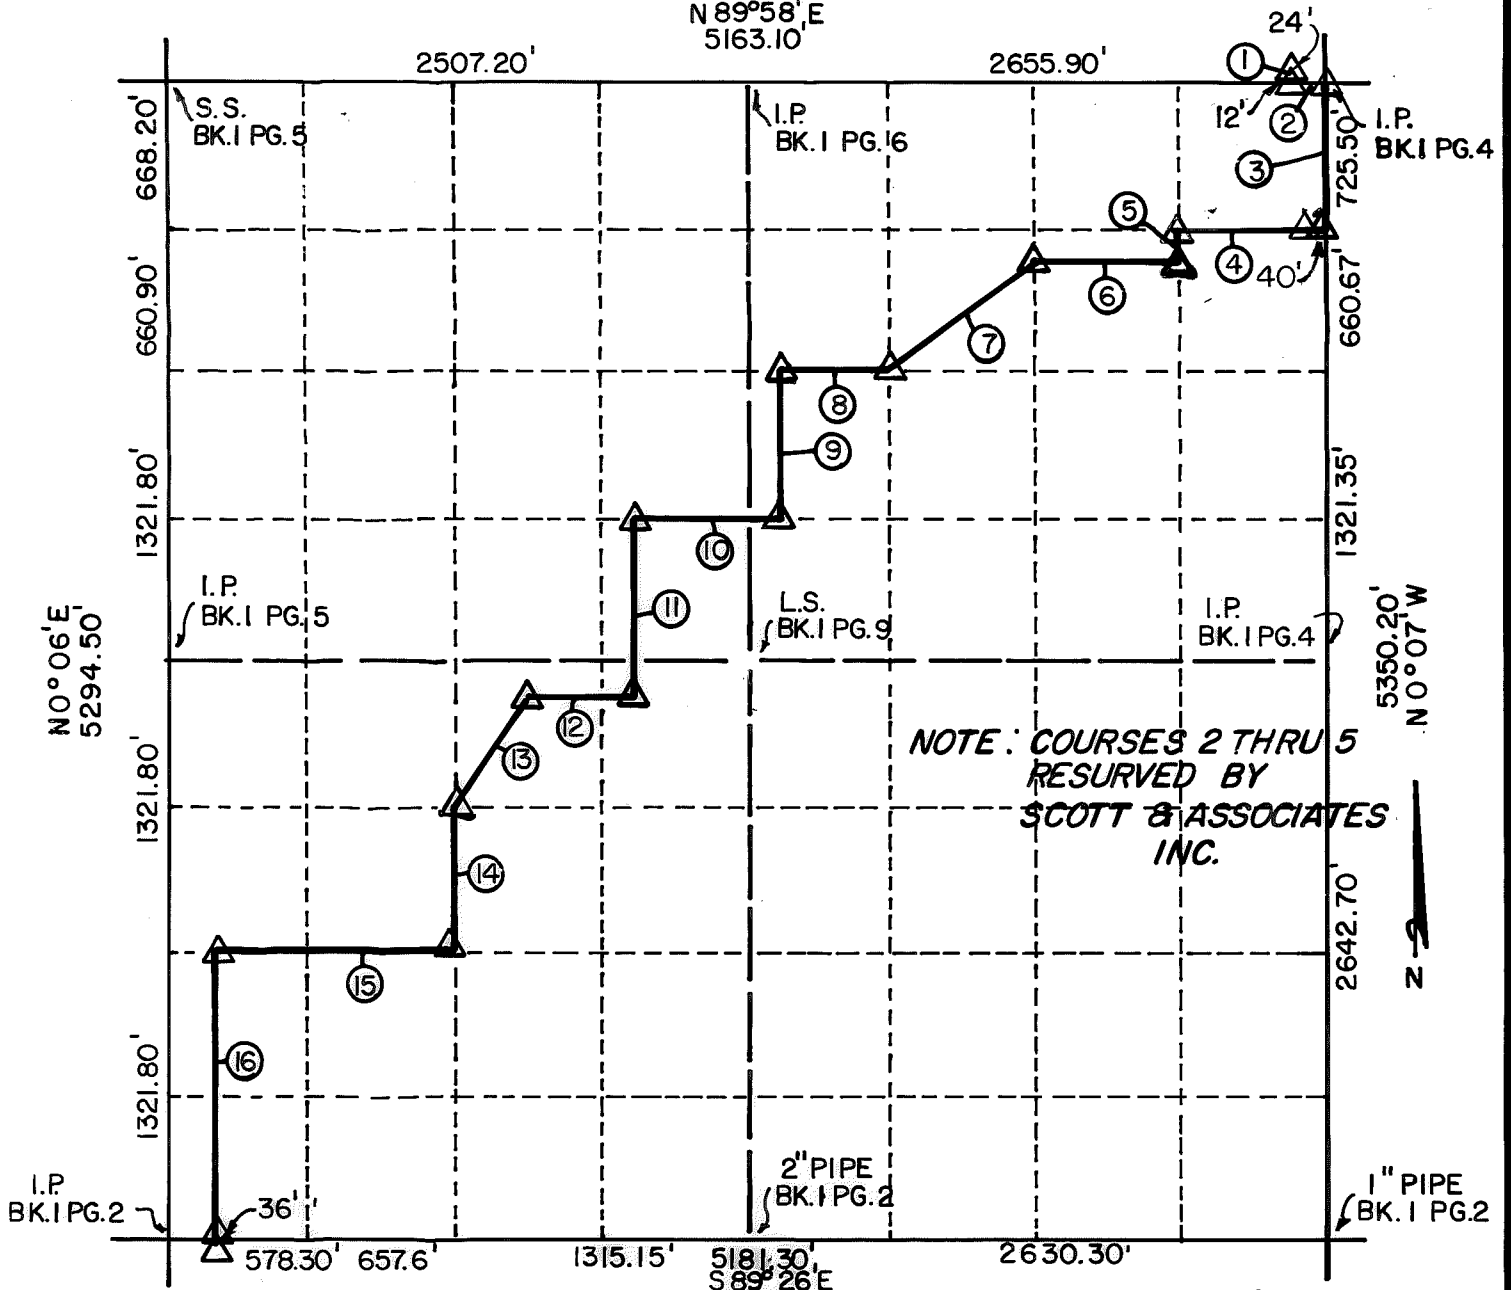 N 89°58' E
5163.10'
2507.20'
2655.90'
24'
1
12'
2
3
S.S.
BK.1 PG.5
I.P.
BK.1 PG.6
I.P.
BK.1 PG.4
668.20'
725.50'
5
4
40'
6
660.90'
660.67'
7
8
9
1321.80'
1321.35'
10
I.P.
BK.1 PG.5
11
L.S.
BK.1 PG.9
I.P.
BK.1 PG.4
N 0°06' E
5294.50'
5350.20'
N 0°07' W
12
13
NOTE: COURSES 2 THRU 5
RESURVED BY
SCOTT & ASSOCIATES
INC.
1321.80'
14
2642.70'
15
N
16
1321.80'
I.P.
BK.1 PG.2
36'
2" PIPE
BK.1 PG.2
1" PIPE
BK.1 PG.2
578.30'
657.6'
1315.15'
5181.30'
S 89°26' E
2630.30'